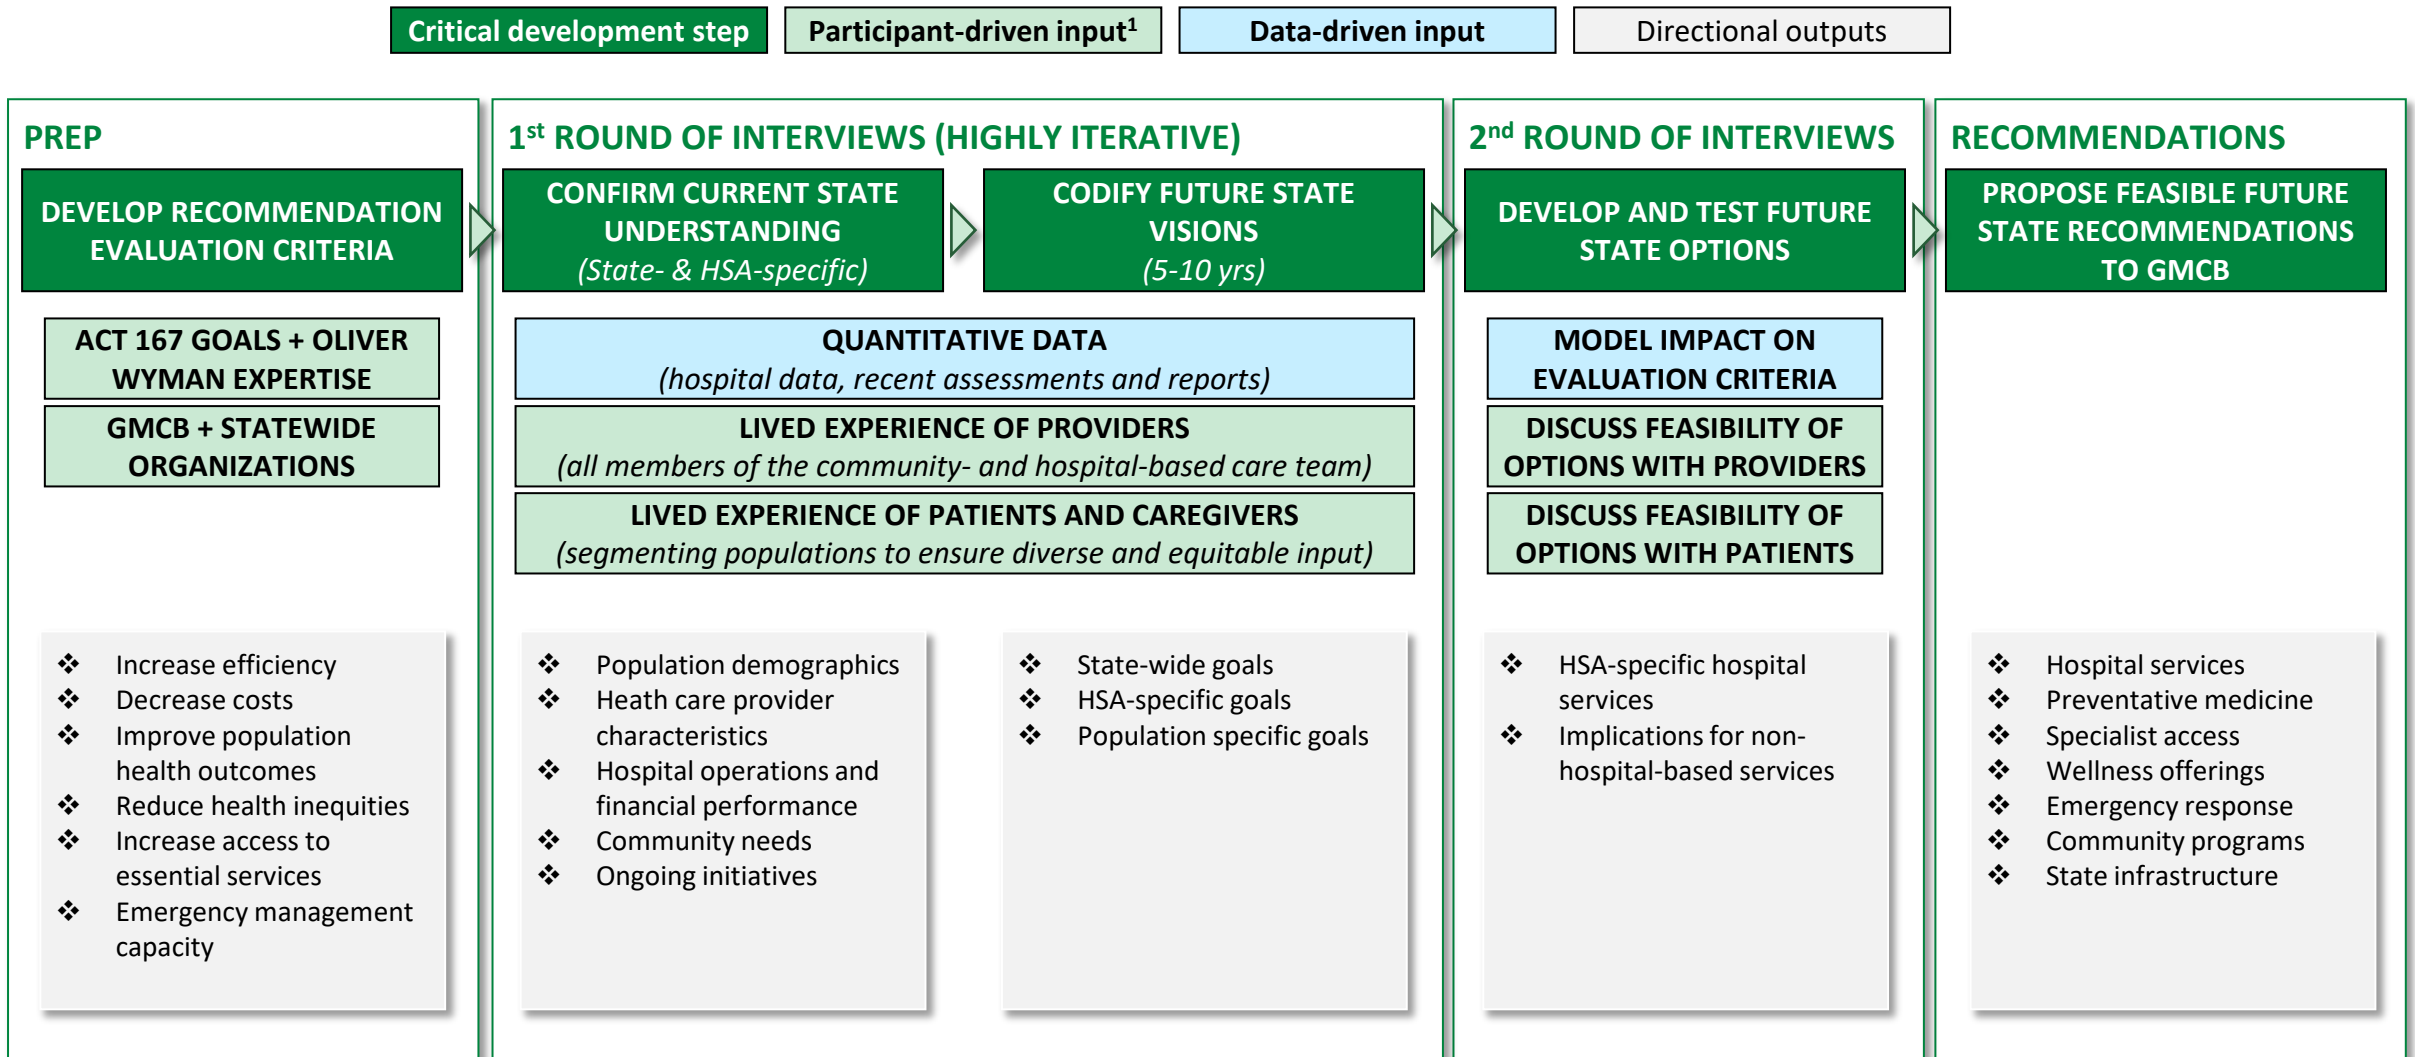 Critical development step
Participant-driven input1
Data-driven input
Directional outputs
PREP
DEVELOP RECOMMENDATION
EVALUATION CRITERIA
ACT 167 GOALS + OLIVER
WYMAN EXPERTISE
GMCB + STATEWIDE
ORGANIZATIONS
❖ Increase efficiency
❖ Decrease costs
❖ Improve population
health outcomes
❖ Reduce health inequities
❖ Increase access to
essential services
❖ Emergency management
capacity
1st ROUND OF INTERVIEWS (HIGHLY ITERATIVE)
CONFIRM CURRENT STATE
UNDERSTANDING
(State- & HSA-specific)
CODIFY FUTURE STATE
VISIONS
(5-10 yrs)
QUANTITATIVE DATA
(hospital data, recent assessments and reports)
LIVED EXPERIENCE OF PROVIDERS
(all members of the community- and hospital-based care team)
LIVED EXPERIENCE OF PATIENTS AND CAREGIVERS
(segmenting populations to ensure diverse and equitable input)
❖ Population demographics
❖ Heath care provider
characteristics
❖ Hospital operations and
financial performance
❖ Community needs
❖ Ongoing initiatives
❖ State-wide goals
❖ HSA-specific goals
❖ Population specific goals
2nd ROUND OF INTERVIEWS
DEVELOP AND TEST FUTURE
STATE OPTIONS
MODEL IMPACT ON
EVALUATION CRITERIA
DISCUSS FEASIBILITY OF
OPTIONS WITH PROVIDERS
DISCUSS FEASIBILITY OF
OPTIONS WITH PATIENTS
❖ HSA-specific hospital
services
❖ Implications for non-
hospital-based services
RECOMMENDATIONS
PROPOSE FEASIBLE FUTURE
STATE RECOMMENDATIONS
TO GMCB
❖ Hospital services
❖ Preventative medicine
❖ Specialist access
❖ Wellness offerings
❖ Emergency response
❖ Community programs
❖ State infrastructure